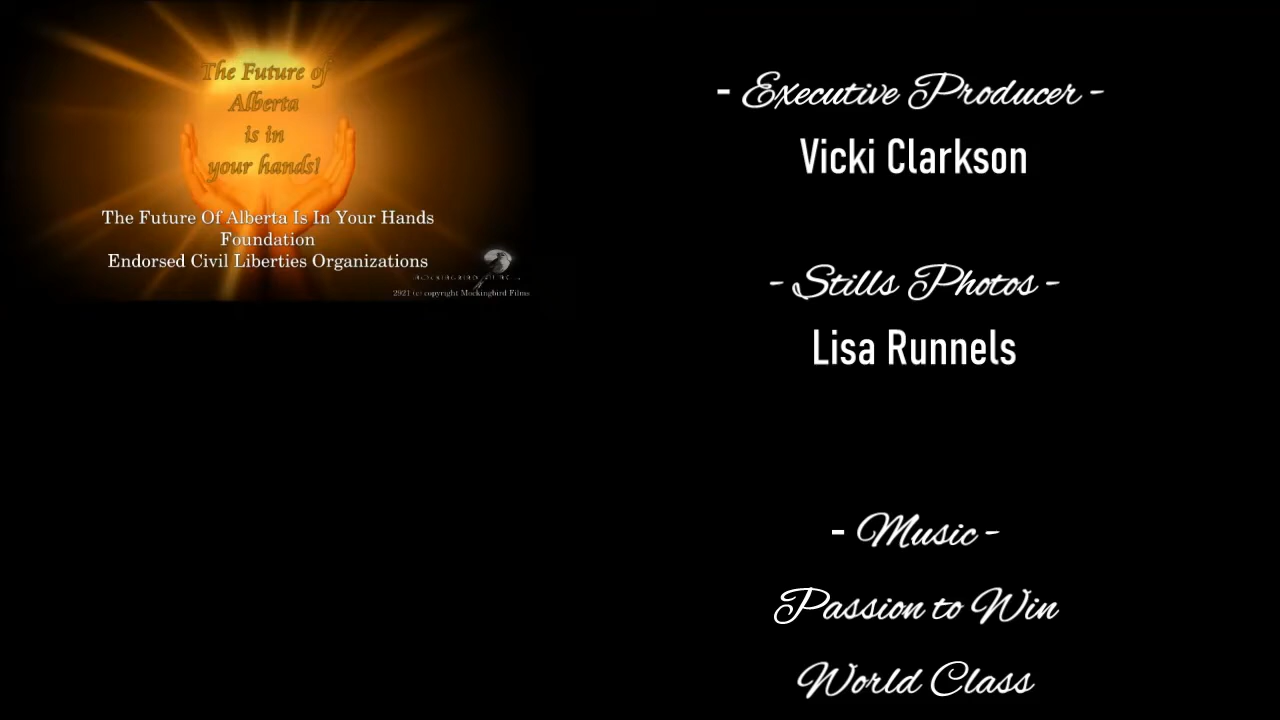 The Future of
Alberta
is in
your hands!
The Future Of Alberta Is In Your Hands
Foundation
Endorsed Civil Liberties Organizations
2021 (c) copyright Mockingbird Films
- Executive Producer -
Vicki Clarkson
- Stills Photos -
Lisa Runnels
- Music -
Passion to Win
World Class